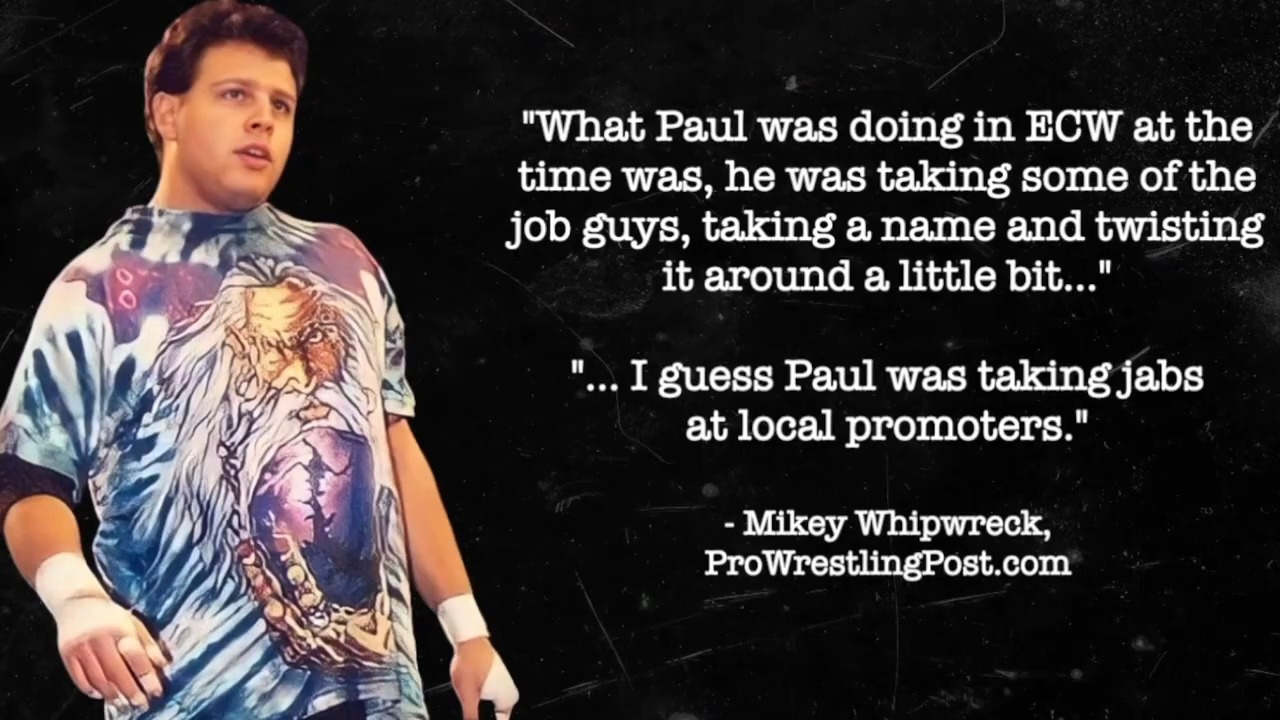 "What Paul was doing in ECW at the
time was, he was taking some of the
job guys, taking a name and twisting
it around a little bit..."
"... I guess Paul was taking jabs
at local promoters."
- Mikey Whipwreck,
ProWrestlingPost.com